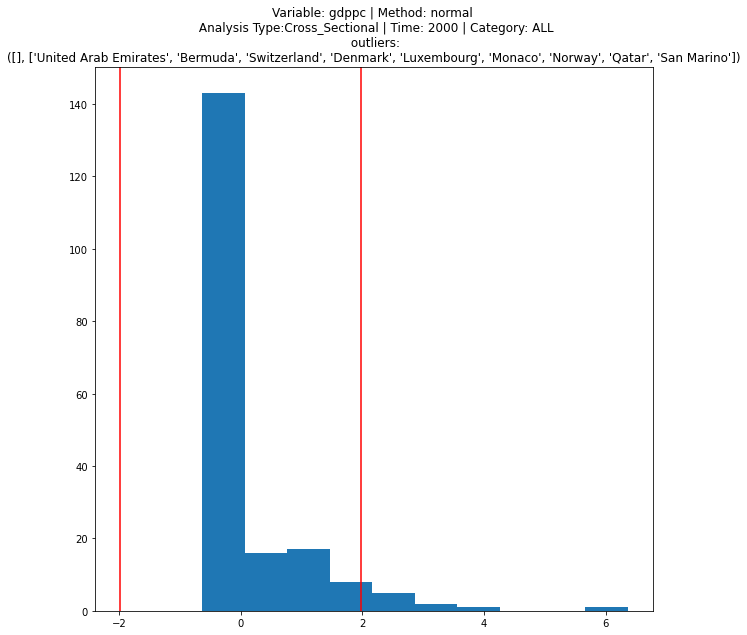 Variable: gdppc | Method: normal
Analysis Type:Cross_Sectional | Time: 2000 | Category: ALL
outliers:
([], ['United Arab Emirates', 'Bermuda', 'Switzerland', 'Denmark', 'Luxembourg', 'Monaco', 'Norway', 'Qatar', 'San Marino'])
140
120
100
80
60
40
20
0
−2 0 2 4 6